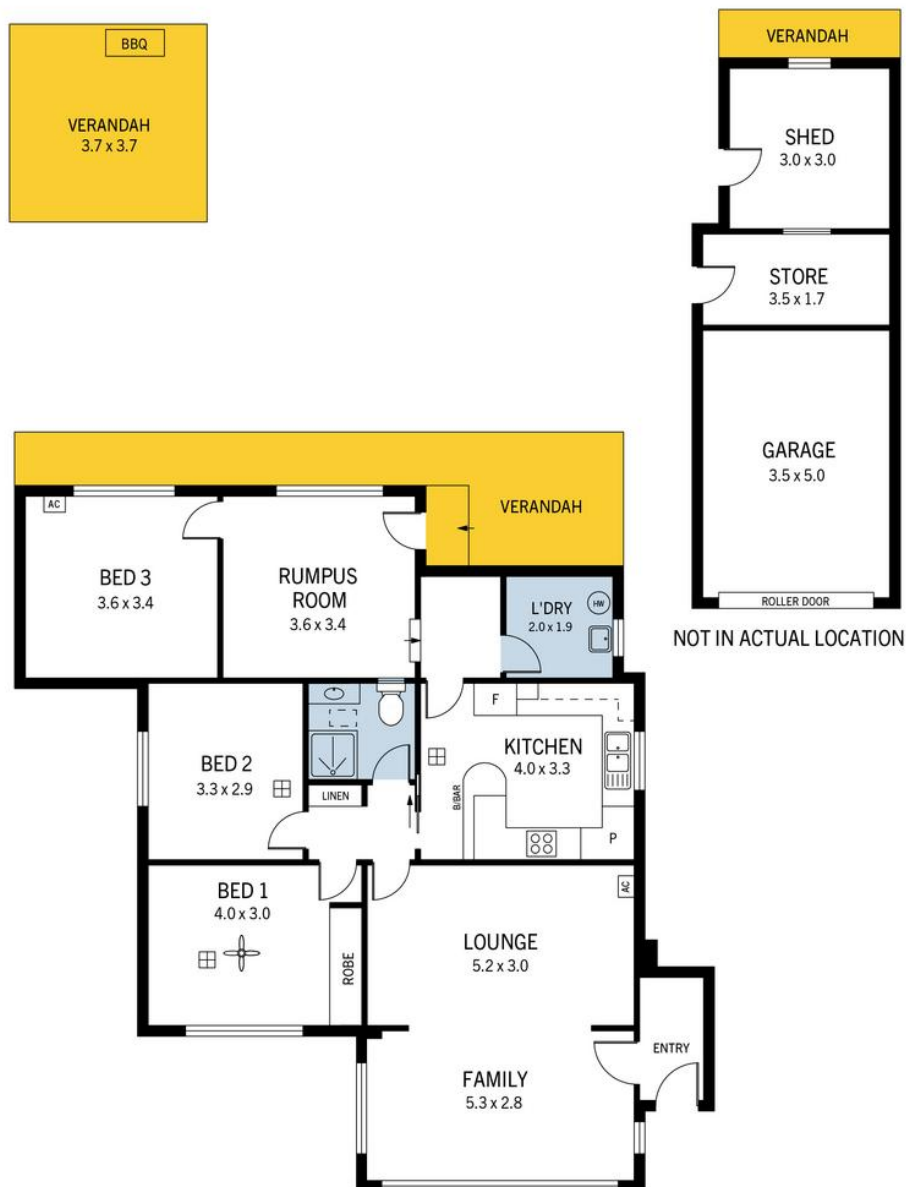 BBQ
VERANDAH
3.7 x 3.7
VERANDAH
SHED
3.0 x 3.0
STORE
3.5 x 1.7
GARAGE
3.5 x 5.0
ROLLER DOOR
NOT IN ACTUAL LOCATION
AC
VERANDAH
BED 3
3.6 x 3.4
RUMPUS
ROOM
3.6 x 3.4
L'DRY
2.0 x 1.9
HW
F
KITCHEN
4.0 x 3.3
B/BAR
P
BED 2
3.3 x 2.9
LINEN
BED 1
4.0 x 3.0
ROBE
AC
LOUNGE
5.2 x 3.0
ENTRY
FAMILY
5.3 x 2.8